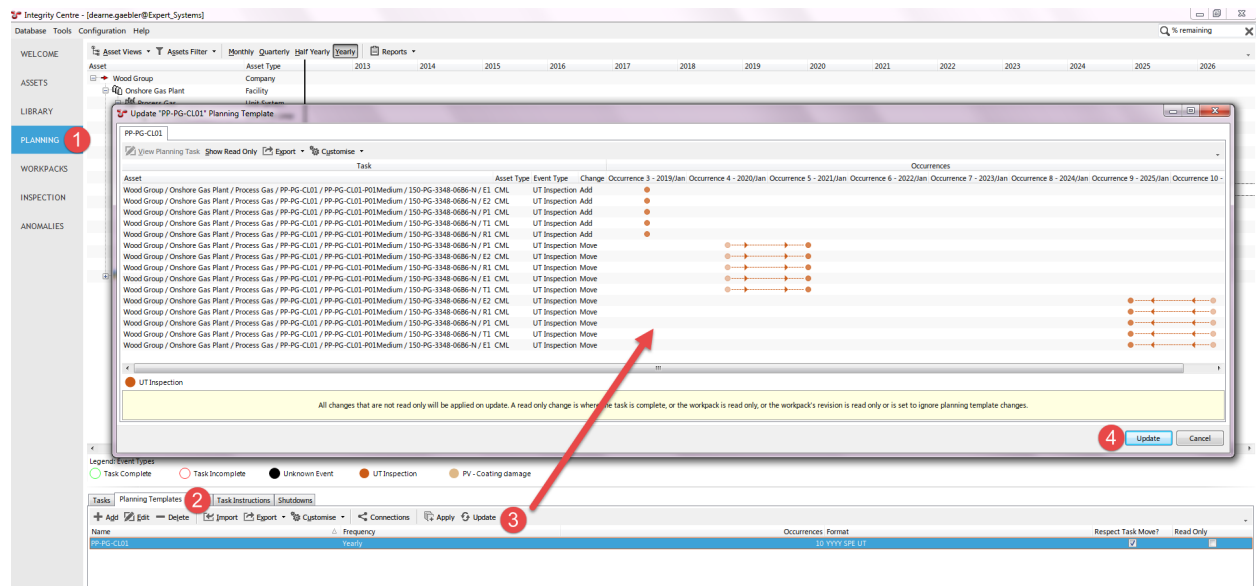 Integrity Centre - [dearne.gaebler@Expert_Systems]
Database Tools Configuration Help
% remaining
WELCOME
ASSETS
LIBRARY
PLANNING 1
WORKPACKS
INSPECTION
ANOMALIES
Asset Views Assets Filter Monthly Quarterly Half Yearly Yearly Reports
Asset Asset Type 2013 2014 2015 2016 2017 2018 2019 2020 2021 2022 2023 2024 2025 2026
Wood Group Company
Onshore Gas Plant Facility
Process Gas Unit System
Update "PP-PG-CL01" Planning Template
PP-PG-CL01
View Planning Task Show Read Only Export Customise
Task Occurrences
Asset Asset Type Event Type Change Occurrence 3 - 2019/Jan Occurrence 4 - 2020/Jan Occurrence 5 - 2021/Jan Occurrence 6 - 2022/Jan Occurrence 7 - 2023/Jan Occurrence 8 - 2024/Jan Occurrence 9 - 2025/Jan Occurrence 10 -
Wood Group / Onshore Gas Plant / Process Gas / PP-PG-CL01 / PP-PG-CL01-P01Medium / 150-PG-3348-06B6-N / E1 CML UT Inspection Add
Wood Group / Onshore Gas Plant / Process Gas / PP-PG-CL01 / PP-PG-CL01-P01Medium / 150-PG-3348-06B6-N / E2 CML UT Inspection Add
Wood Group / Onshore Gas Plant / Process Gas / PP-PG-CL01 / PP-PG-CL01-P01Medium / 150-PG-3348-06B6-N / P1 CML UT Inspection Add
Wood Group / Onshore Gas Plant / Process Gas / PP-PG-CL01 / PP-PG-CL01-P01Medium / 150-PG-3348-06B6-N / T1 CML UT Inspection Add
Wood Group / Onshore Gas Plant / Process Gas / PP-PG-CL01 / PP-PG-CL01-P01Medium / 150-PG-3348-06B6-N / R1 CML UT Inspection Add
Wood Group / Onshore Gas Plant / Process Gas / PP-PG-CL01 / PP-PG-CL01-P01Medium / 150-PG-3348-06B6-N / P1 CML UT Inspection Move
Wood Group / Onshore Gas Plant / Process Gas / PP-PG-CL01 / PP-PG-CL01-P01Medium / 150-PG-3348-06B6-N / E2 CML UT Inspection Move
Wood Group / Onshore Gas Plant / Process Gas / PP-PG-CL01 / PP-PG-CL01-P01Medium / 150-PG-3348-06B6-N / R1 CML UT Inspection Move
Wood Group / Onshore Gas Plant / Process Gas / PP-PG-CL01 / PP-PG-CL01-P01Medium / 150-PG-3348-06B6-N / E1 CML UT Inspection Move
Wood Group / Onshore Gas Plant / Process Gas / PP-PG-CL01 / PP-PG-CL01-P01Medium / 150-PG-3348-06B6-N / T1 CML UT Inspection Move
Wood Group / Onshore Gas Plant / Process Gas / PP-PG-CL01 / PP-PG-CL01-P01Medium / 150-PG-3348-06B6-N / E2 CML UT Inspection Move
Wood Group / Onshore Gas Plant / Process Gas / PP-PG-CL01 / PP-PG-CL01-P01Medium / 150-PG-3348-06B6-N / R1 CML UT Inspection Move
Wood Group / Onshore Gas Plant / Process Gas / PP-PG-CL01 / PP-PG-CL01-P01Medium / 150-PG-3348-06B6-N / P1 CML UT Inspection Move
Wood Group / Onshore Gas Plant / Process Gas / PP-PG-CL01 / PP-PG-CL01-P01Medium / 150-PG-3348-06B6-N / T1 CML UT Inspection Move
Wood Group / Onshore Gas Plant / Process Gas / PP-PG-CL01 / PP-PG-CL01-P01Medium / 150-PG-3348-06B6-N / E1 CML UT Inspection Move
UT Inspection
All changes that are not read only will be applied on update. A read only change is where the task is complete, or the workpack is read only, or the workpack's revision is read only or is set to ignore planning template changes.
4 Update Cancel
Legend: Event Types
Task Complete Task Incomplete Unknown Event UT Inspection PV - Coating damage
Tasks Planning Templates 2 Task Instructions Shutdowns
Add Edit Delete Import Export Customise Connections Apply Update 3
Name Frequency Occurrences Format Respect Task Move? Read Only
PP-PG-CL01 Yearly 10 YYYY SPE UT